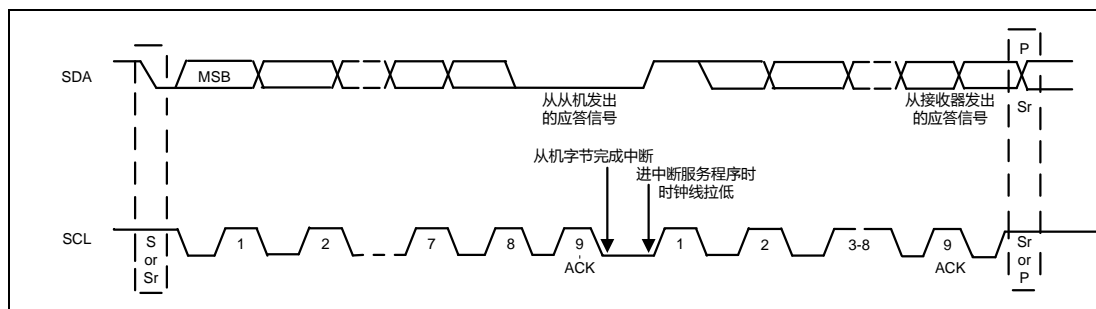 P
SDA
MSB
从从机发出
的应答信号
从接收器发出
的应答信号
Sr
从机字节完成中断
进中断服务程序时
时钟线拉低
SCL
S
or
Sr
1
2
7
8
9
ACK
1
2
3-8
9
ACK
Sr
or
P